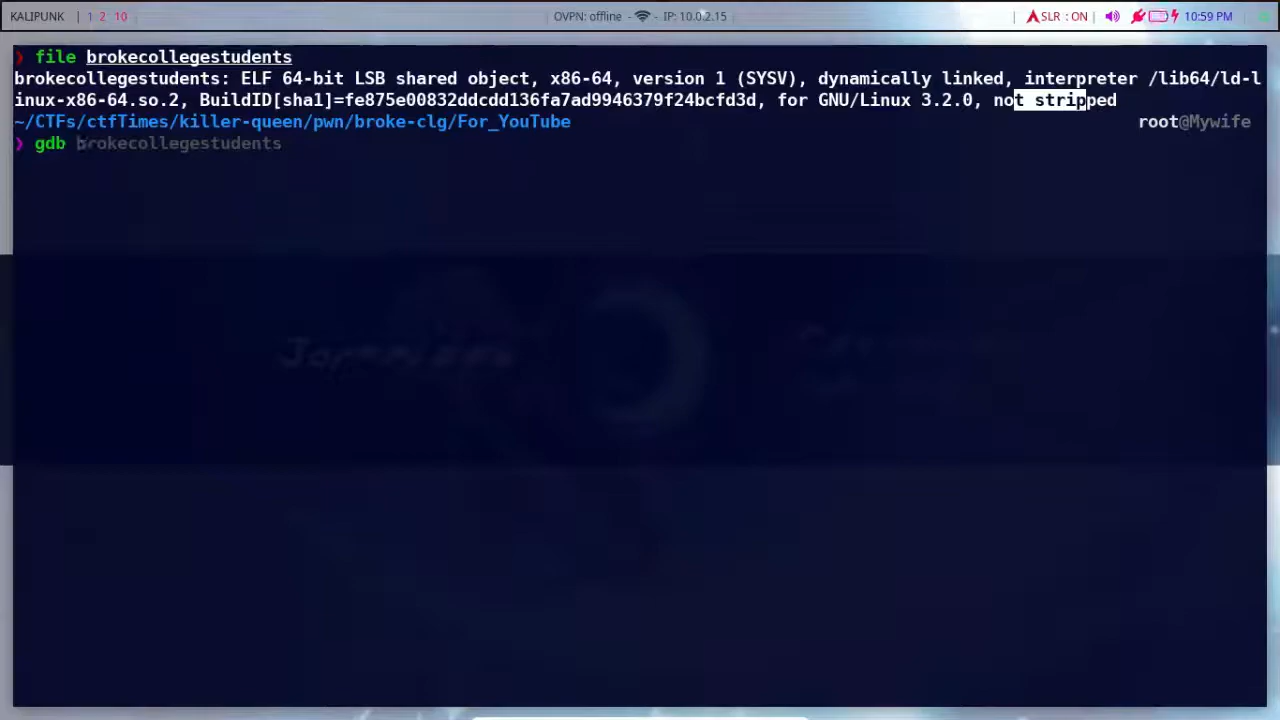 KALIPUNK | 1 2 10 OVPN: offline - - IP: 10.0.2.15 | SLR : ON 10:59 PM
❯ file brokecollegestudents
brokecollegestudents: ELF 64-bit LSB shared object, x86-64, version 1 (SYSV), dynamically linked, interpreter /lib64/ld-l
inux-x86-64.so.2, BuildID[sha1]=fe875e00832ddcdd136fa7ad9946379f24bcfd3d, for GNU/Linux 3.2.0, not stripped
~/CTFs/ctfTimes/killer-queen/pwn/broke-clg/For_YouTube root@Mywife
❯ gdb brokecollegestudents